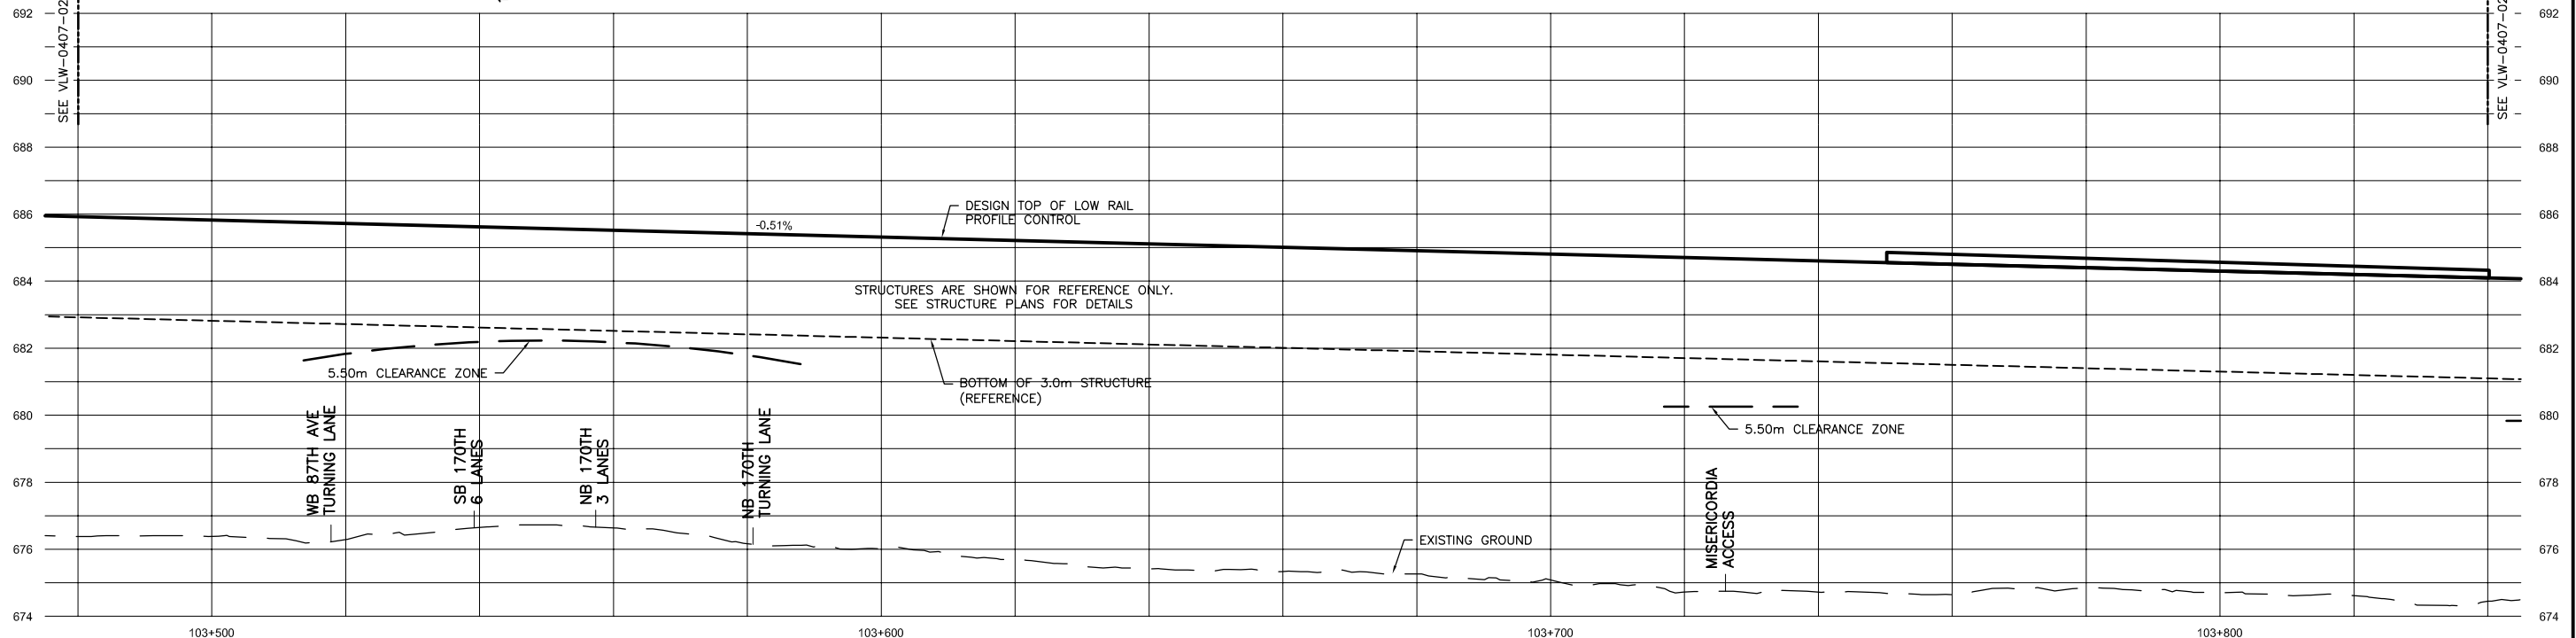 692
692
690
690
688
688
686
686
684
684
682
682
680
680
678
678
676
676
674
674
SEE VLW-0407-02
SEE VLW-0407-02
-0.51%
DESIGN TOP OF LOW RAIL
PROFILE CONTROL
STRUCTURES ARE SHOWN FOR REFERENCE ONLY.
SEE STRUCTURE PLANS FOR DETAILS
5.50m CLEARANCE ZONE
BOTTOM OF 3.0m STRUCTURE
(REFERENCE)
5.50m CLEARANCE ZONE
WB 87TH AVE
TURNING LANE
SB 170TH
6 LANES
NB 170TH
3 LANES
NB 170TH
TURNING LANE
MISERICORDIA
ACCESS
EXISTING GROUND
103+500
103+600
103+700
103+800